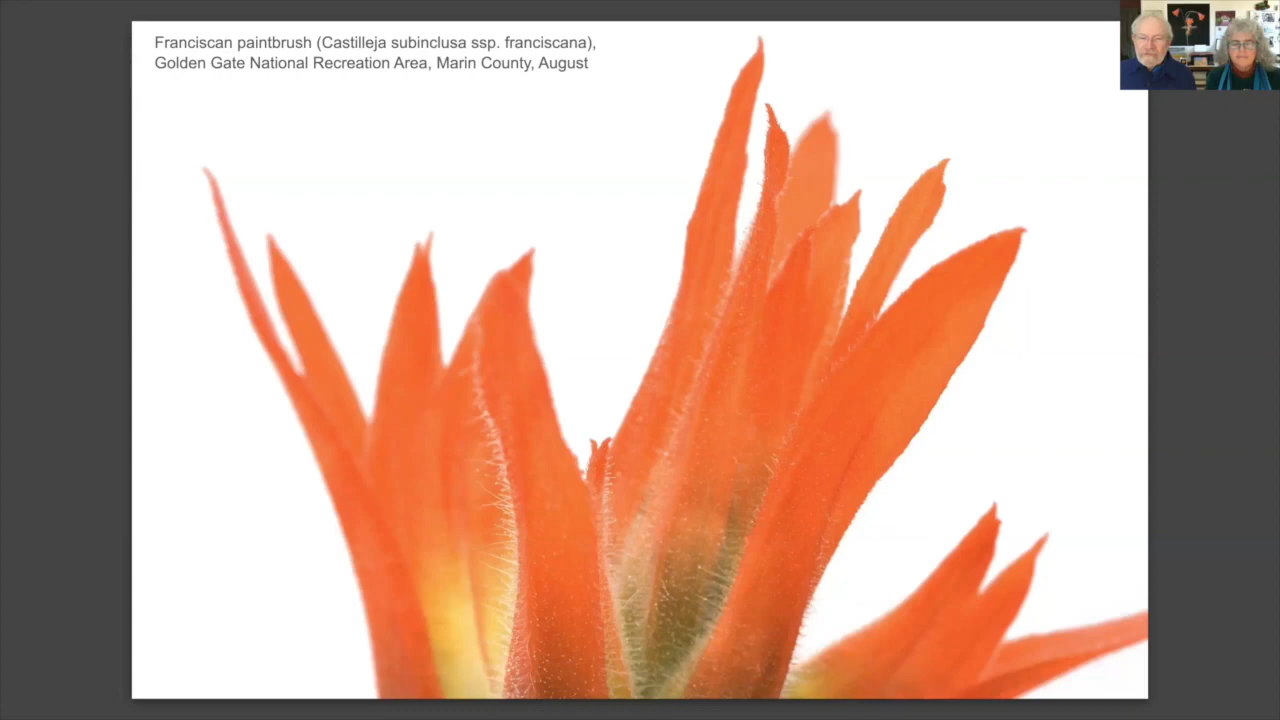 Franciscan paintbrush (Castilleja subinclusa ssp. franciscana),
Golden Gate National Recreation Area, Marin County, August